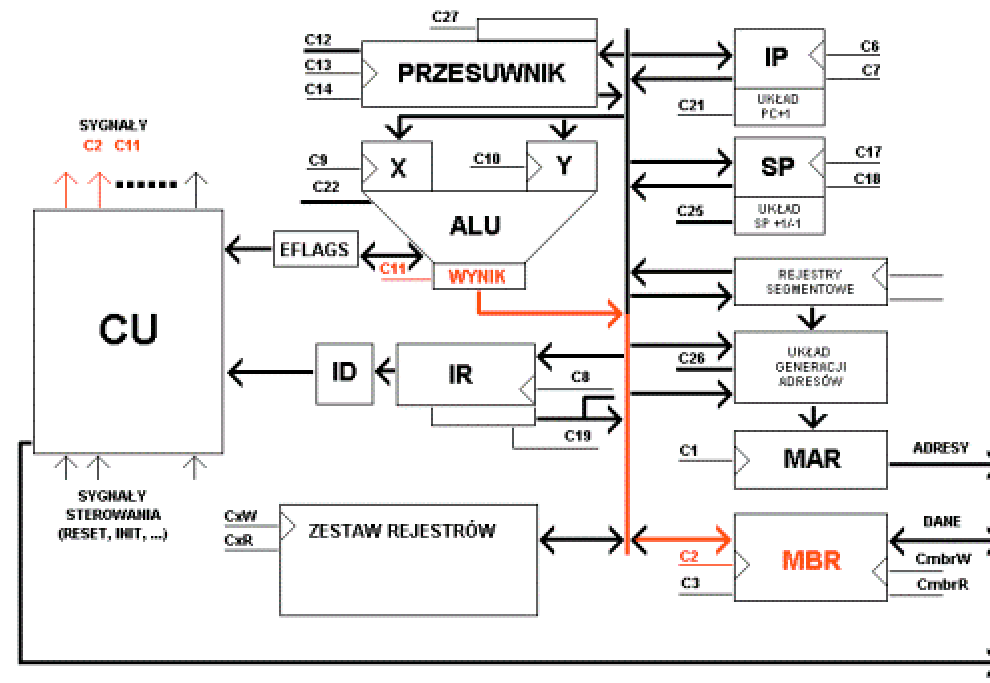 C27
C12
C13
C14
PRZESUWNIK
IP
C6
C7
C21
UKŁAD
PC+1
SYGNAŁY
C2 C11
C9
X
C10
Y
C22
ALU
SP
C17
C18
C25
UKŁAD
SP +1/-1
EFLAGS
C11
WYNIK
REJESTRY
SEGMENTOWE
CU
ID
IR
C8
C19
C26
UKŁAD
GENERACJI
ADRESÓW
C1
MAR
ADRESY
SYGNAŁY
STEROWANIA
(RESET, INIT, ...)
CxW
CxR
ZESTAW REJESTRÓW
C2
C3
MBR
DANE
CmbrW
CmbrR